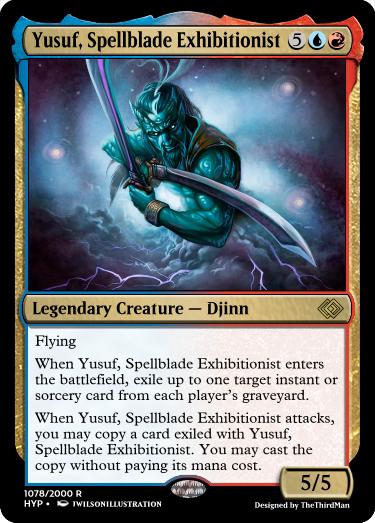 Yusuf, Spellblade Exhibitionist 5
Legendary Creature — Djinn
Flying
When Yusuf, Spellblade Exhibitionist enters
the battlefield, exile up to one target instant or
sorcery card from each player's graveyard.
When Yusuf, Spellblade Exhibitionist attacks,
you may copy a card exiled with Yusuf,
Spellblade Exhibitionist. You may cast the
copy without paying its mana cost.
5/5
1078/2000 R
HYP • IWILSONILLUSTRATION
Designed by TheThirdMan